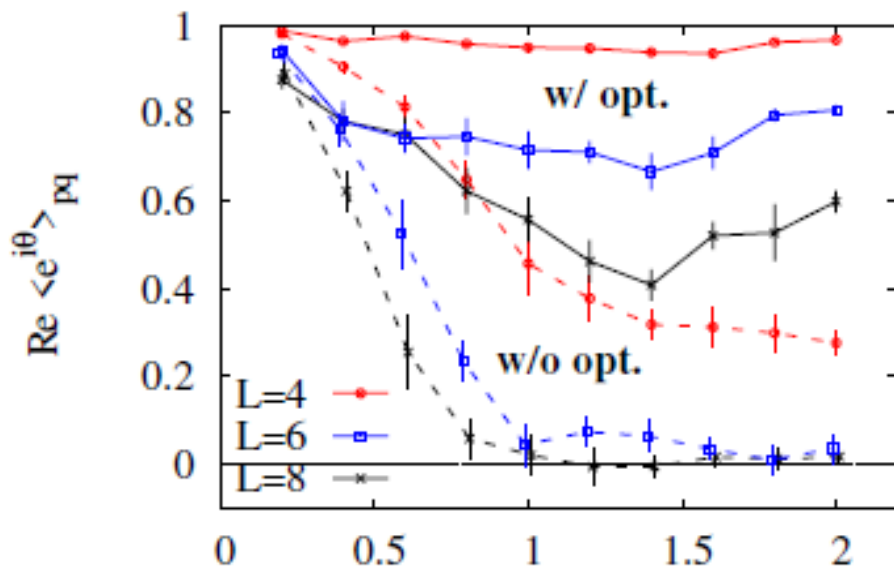 1
0.8
0.6
0.4
0.2
0
Re <e^{iθ}>_{pq}
w/ opt.
w/o opt.
L=4
L=6
L=8
0 0.5 1 1.5 2